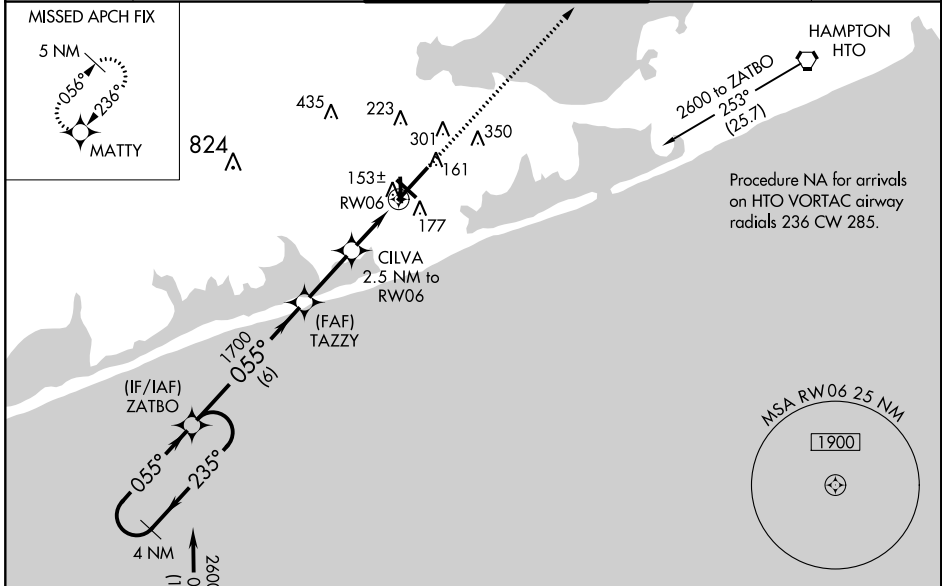 MISSED APCH FIX
5 NM
056°
236°
MATTY
HAMPTON
HTO
2600 to ZATBO
253°
(25.7)
435
223
301
350
824
161
153±
RW06
177
Procedure NA for arrivals
on HTO VORTAC airway
radials 236 CW 285.
CILVA
2.5 NM to
RW06
(FAF)
TAZZY
1700
055°
(6)
(IF/IAF)
ZATBO
055°
235°
4 NM
MSA RW06 25 NM
1900
2600